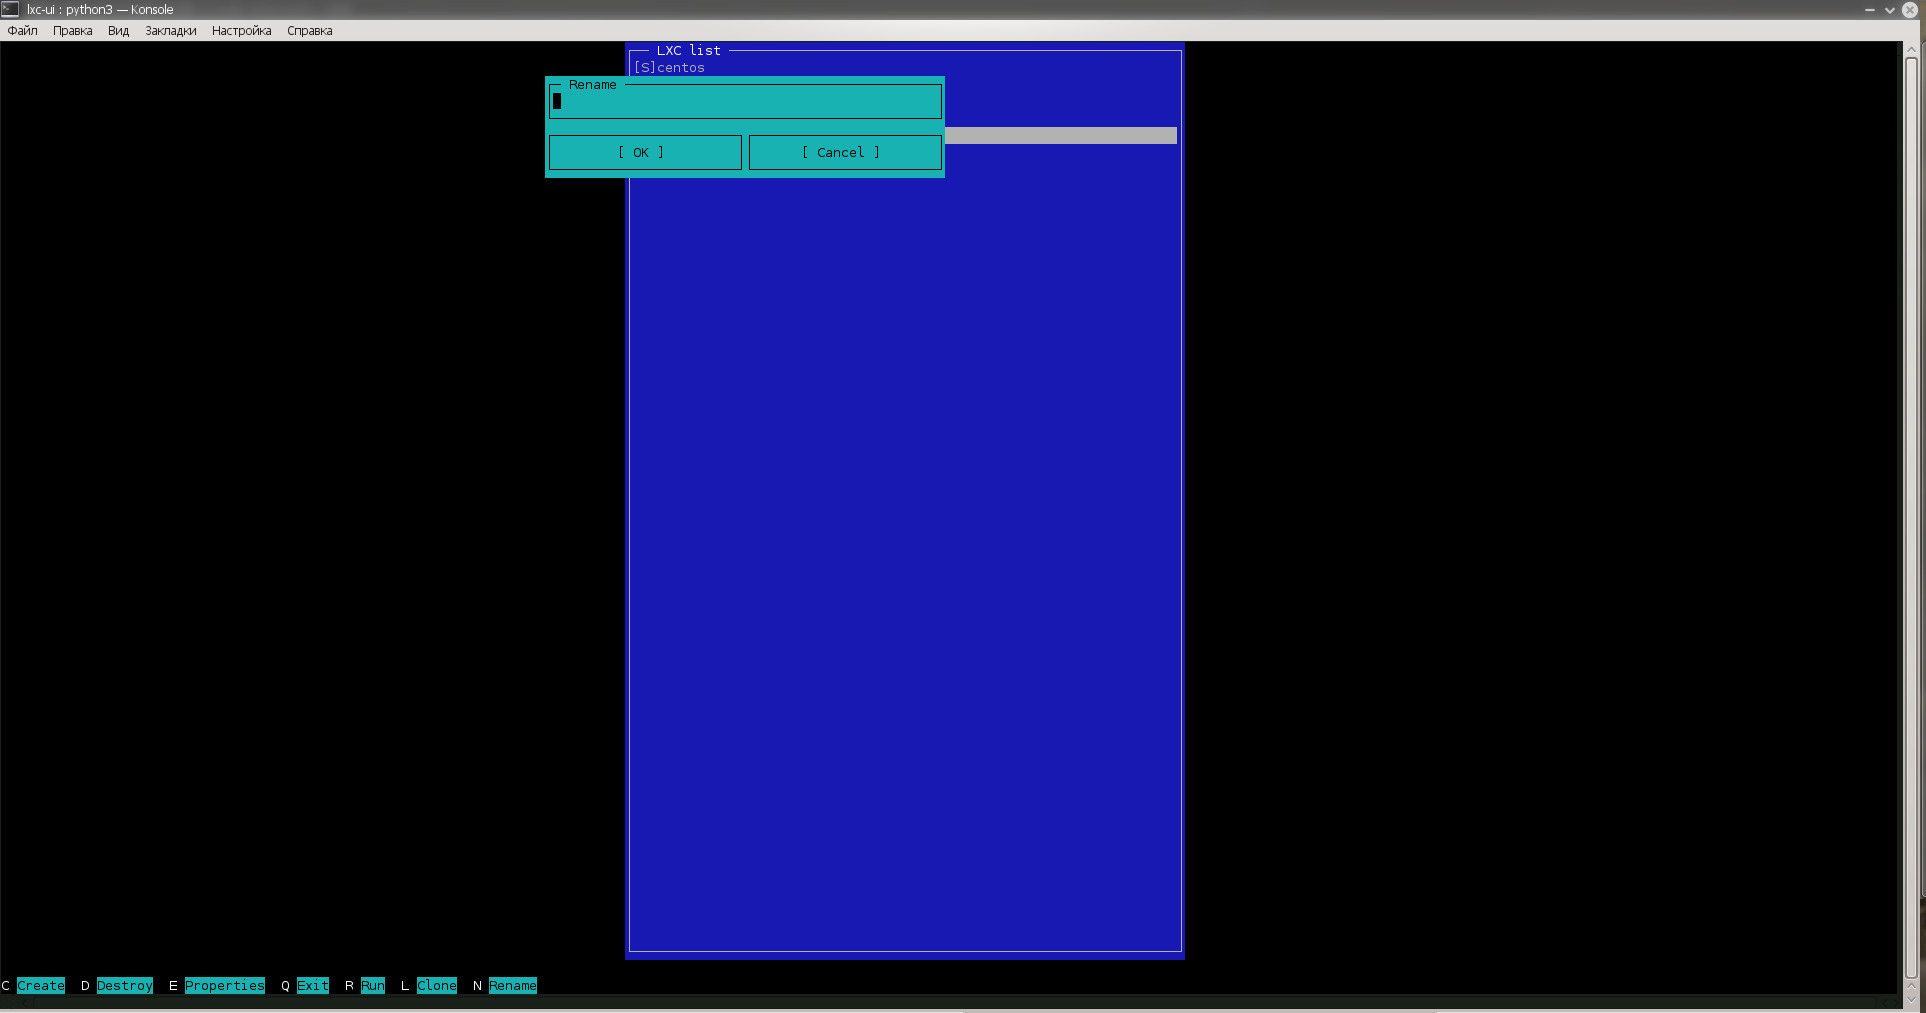 lxc-ui : python3 — Konsole
Файл Правка Вид Закладки Настройка Справка
LXC list
[S]centos
Rename
[ OK ] [ Cancel ]
C Create D Destroy E Properties Q Exit R Run L Clone N Rename